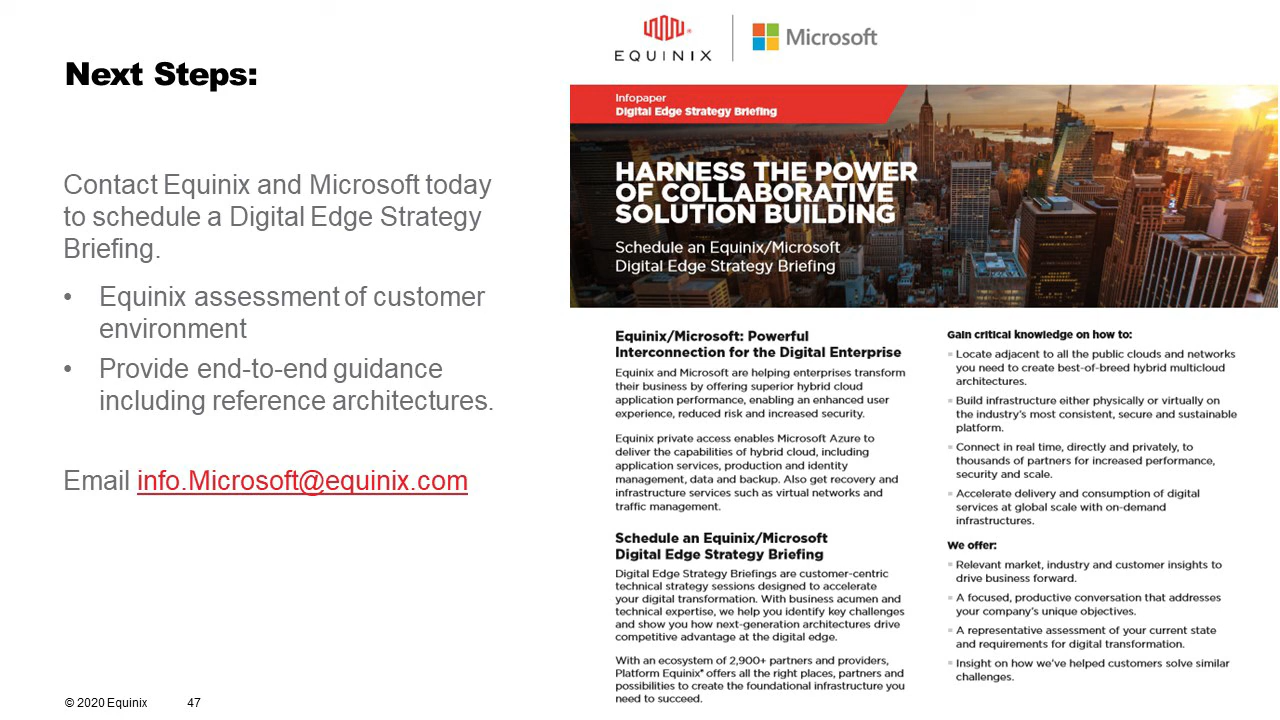 Next Steps:
Contact Equinix and Microsoft today
to schedule a Digital Edge Strategy
Briefing.
• Equinix assessment of customer
environment
• Provide end-to-end guidance
including reference architectures.
Email info.Microsoft@equinix.com
© 2020 Equinix 47
EQUINIX
Microsoft
Infopaper
Digital Edge Strategy Briefing
HARNESS THE POWER
OF COLLABORATIVE
SOLUTION BUILDING
Schedule an Equinix/Microsoft
Digital Edge Strategy Briefing
Equinix/Microsoft: Powerful
Interconnection for the Digital Enterprise
Equinix and Microsoft are helping enterprises transform
their business by offering superior hybrid cloud
application performance, enabling an enhanced user
experience, reduced risk and increased security.
Equinix private access enables Microsoft Azure to
deliver the capabilities of hybrid cloud, including
application services, production and identity
management, data and backup. Also get recovery and
infrastructure services such as virtual networks and
traffic management.
Schedule an Equinix/Microsoft
Digital Edge Strategy Briefing
Digital Edge Strategy Briefings are customer-centric
technical strategy sessions designed to accelerate
your digital transformation. With business acumen and
technical expertise, we help you identify key challenges
and show you how next-generation architectures drive
competitive advantage at the digital edge.
With an ecosystem of 2,900+ partners and providers,
Platform Equinix® offers all the right places, partners and
possibilities to create the foundational infrastructure you
need to succeed.
Gain critical knowledge on how to:
Locate adjacent to all the public clouds and networks
you need to create best-of-breed hybrid multicloud
architectures.
Build infrastructure either physically or virtually on
the industry's most consistent, secure and sustainable
platform.
Connect in real time, directly and privately, to
thousands of partners for increased performance,
security and scale.
Accelerate delivery and consumption of digital
services at global scale with on-demand
infrastructures.
We offer:
Relevant market, industry and customer insights to
drive business forward.
A focused, productive conversation that addresses
your company's unique objectives.
A representative assessment of your current state
and requirements for digital transformation.
Insight on how we've helped customers solve similar
challenges.